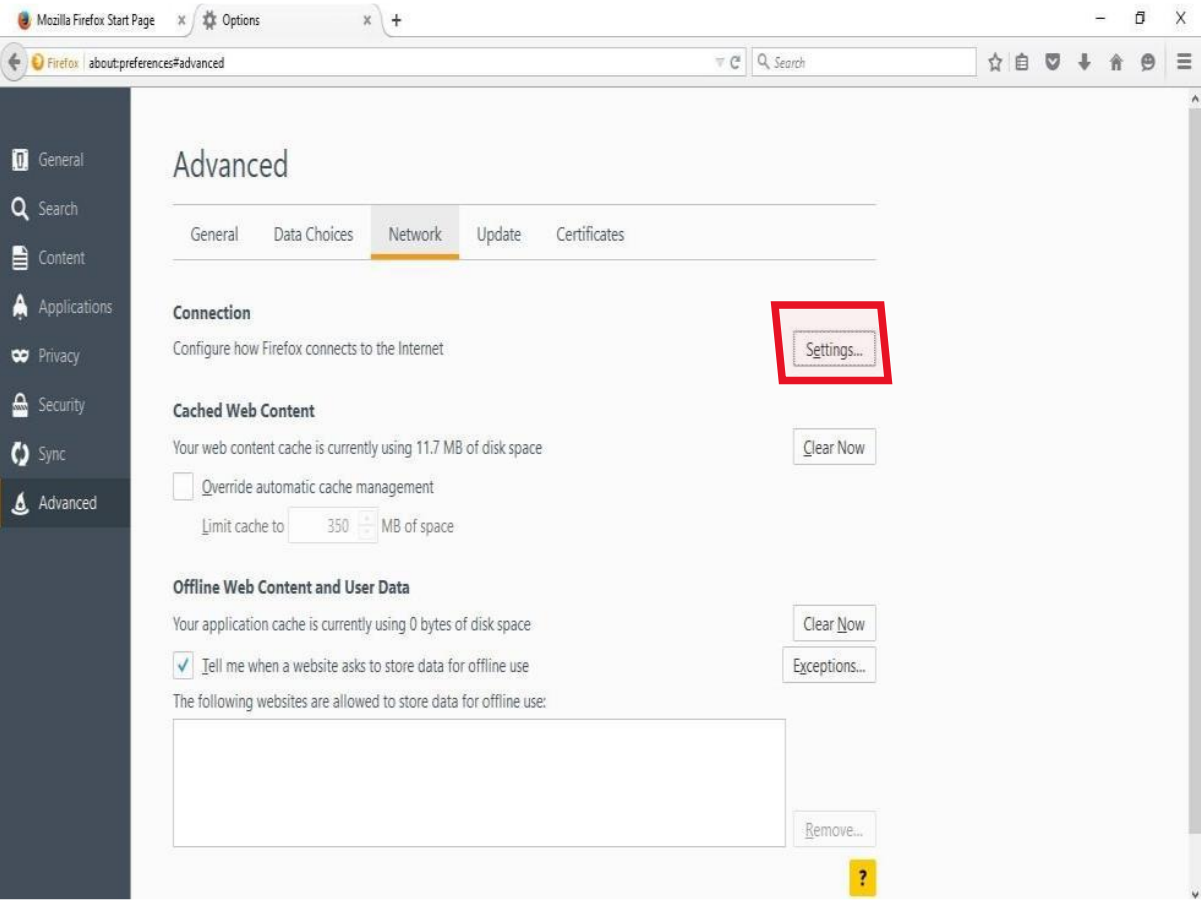 Mozilla Firefox Start Page
Options
Firefox about:preferences#advanced
Search
General
Search
Content
Applications
Privacy
Security
Sync
Advanced
Advanced
General Data Choices Network Update Certificates
Connection
Configure how Firefox connects to the Internet Settings...
Cached Web Content
Your web content cache is currently using 11.7 MB of disk space Clear Now
Override automatic cache management
Limit cache to 350 MB of space
Offline Web Content and User Data
Your application cache is currently using 0 bytes of disk space Clear Now
Tell me when a website asks to store data for offline use Exceptions...
The following websites are allowed to store data for offline use:
Remove...
?